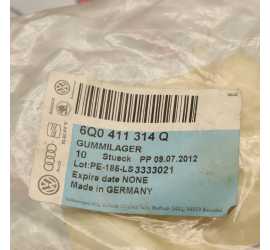 6Q0 411 314 Q
GUMMILAGER
10 Stueck PP 09.07.2012
Lot:PE-185-LS3333021
Expire date NONE
Made in GERMANY